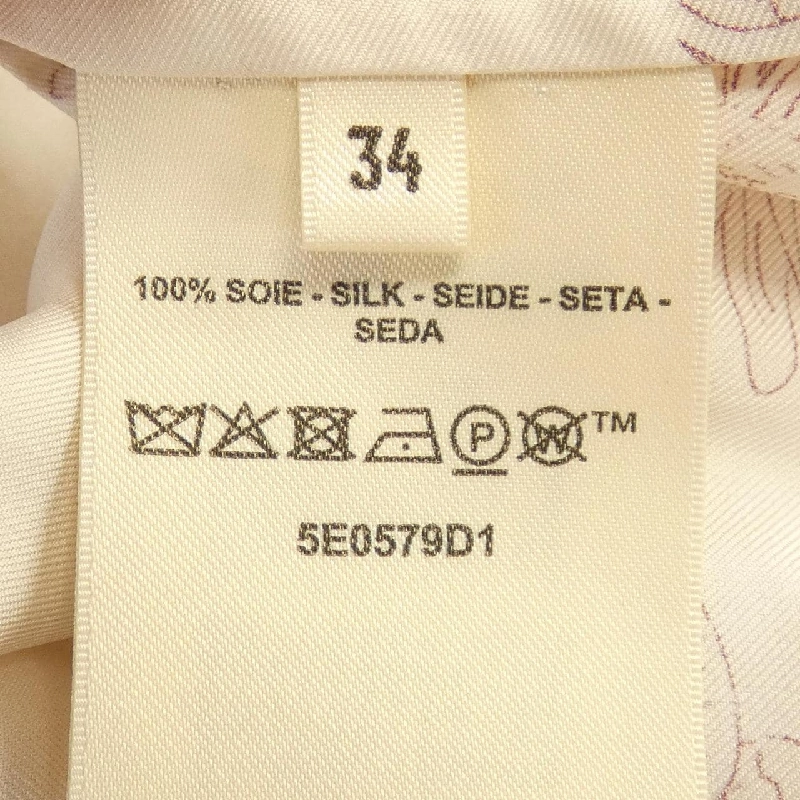 34
100% SOIE - SILK - SEIDE - SETA -
SEDA
P W ™
5E0579D1